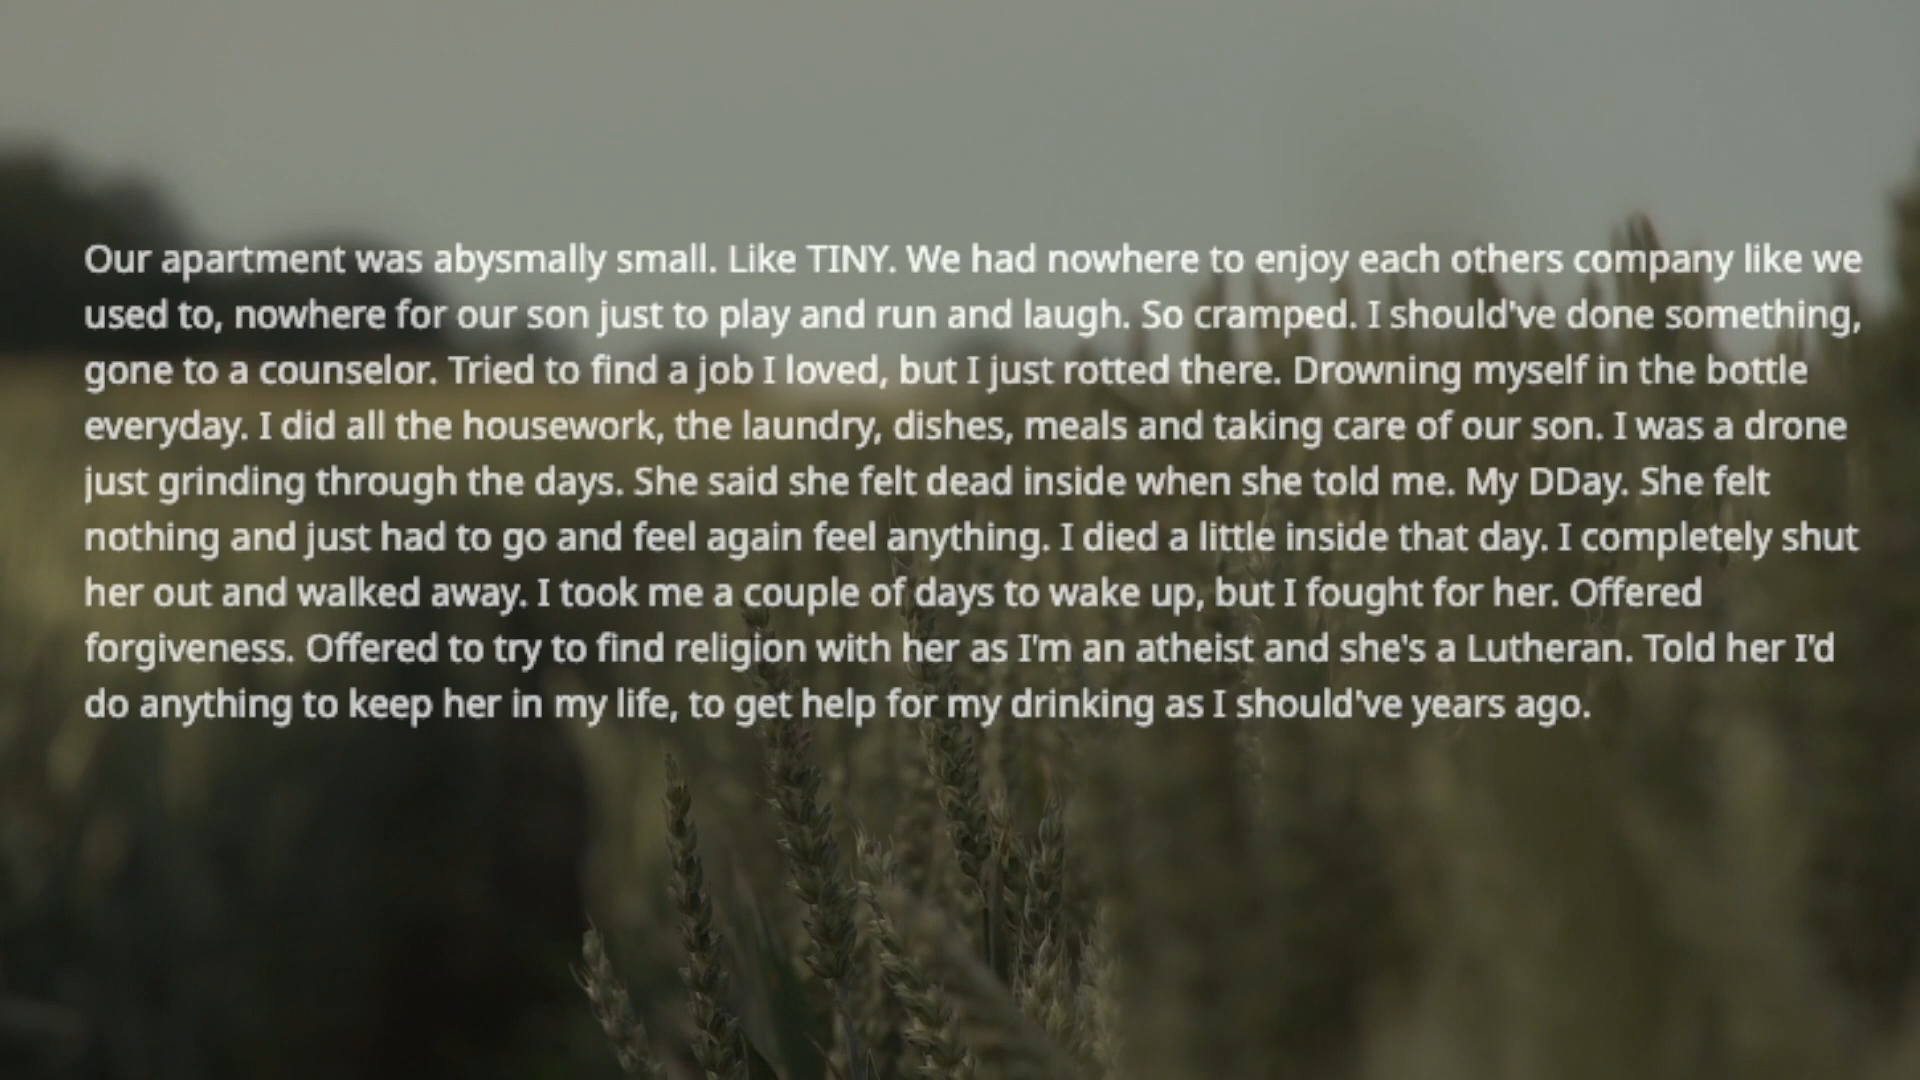 Our apartment was abysmally small. Like TINY. We had nowhere to enjoy each others company like we
used to, nowhere for our son just to play and run and laugh. So cramped. I should've done something,
gone to a counselor. Tried to find a job I loved, but I just rotted there. Drowning myself in the bottle
everyday. I did all the housework, the laundry, dishes, meals and taking care of our son. I was a drone
just grinding through the days. She said she felt dead inside when she told me. My DDay. She felt
nothing and just had to go and feel again feel anything. I died a little inside that day. I completely shut
her out and walked away. I took me a couple of days to wake up, but I fought for her. Offered
forgiveness. Offered to try to find religion with her as I'm an atheist and she's a Lutheran. Told her I'd
do anything to keep her in my life, to get help for my drinking as I should've years ago.